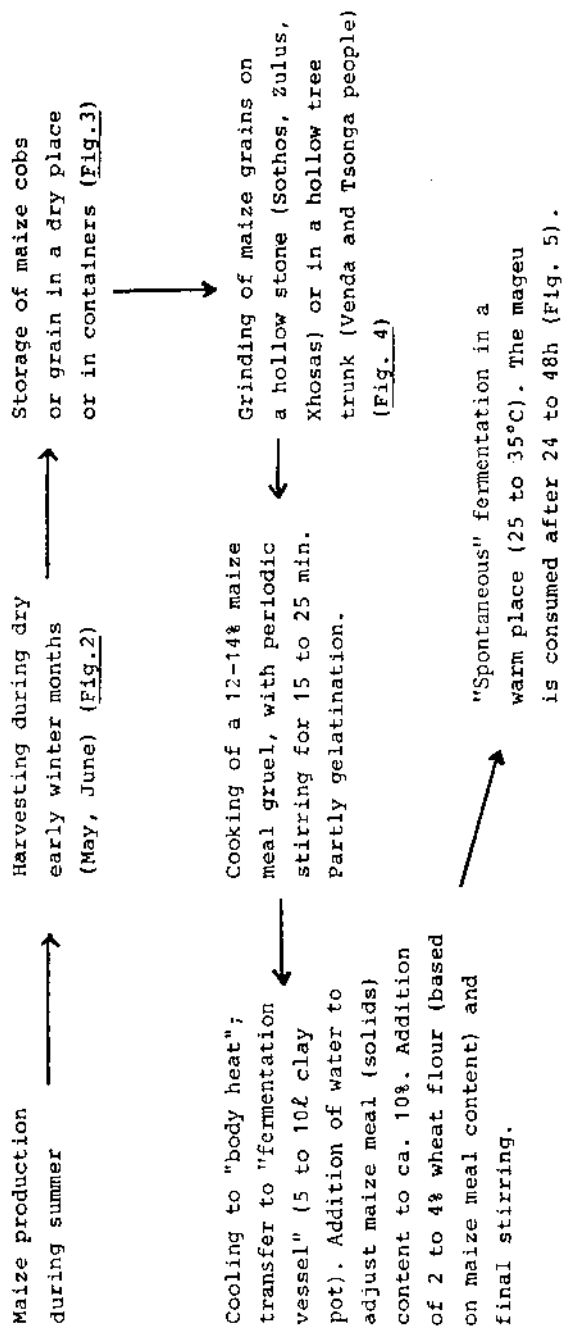 Maize production
during summer
Harvesting during dry
early winter months
(May, June) (Fig.2)
Storage of maize cobs
or grain in a dry place
or in containers (Fig.3)
Grinding of maize grains on
a hollow stone (Sothos, Zulus,
Xhosas) or in a hollow tree
trunk (Venda and Tsonga people)
(Fig. 4)
Cooking of a 12-14% maize
meal gruel, with periodic
stirring for 15 to 25 min.
Partly gelatination.
Cooling to "body heat";
transfer to "fermentation
vessel" (5 to 10ℓ clay
pot). Addition of water to
adjust maize meal (solids)
content to ca. 10%. Addition
of 2 to 4% wheat flour (based
on maize meal content) and
final stirring.
"Spontaneous" fermentation in a
warm place (25 to 35°C). The mageu
is consumed after 24 to 48h (Fig. 5).